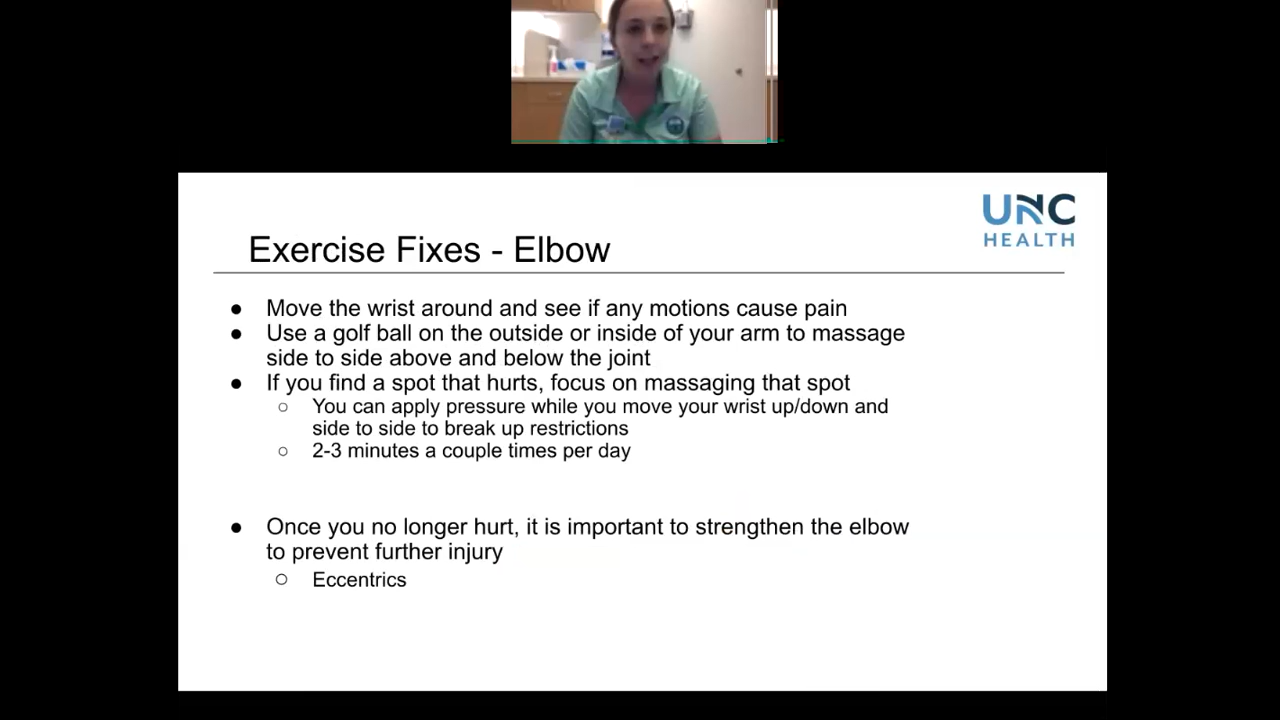 UNC
HEALTH
Exercise Fixes - Elbow
● Move the wrist around and see if any motions cause pain
● Use a golf ball on the outside or inside of your arm to massage
side to side above and below the joint
● If you find a spot that hurts, focus on massaging that spot
○ You can apply pressure while you move your wrist up/down and
side to side to break up restrictions
○ 2-3 minutes a couple times per day
● Once you no longer hurt, it is important to strengthen the elbow
to prevent further injury
○ Eccentrics